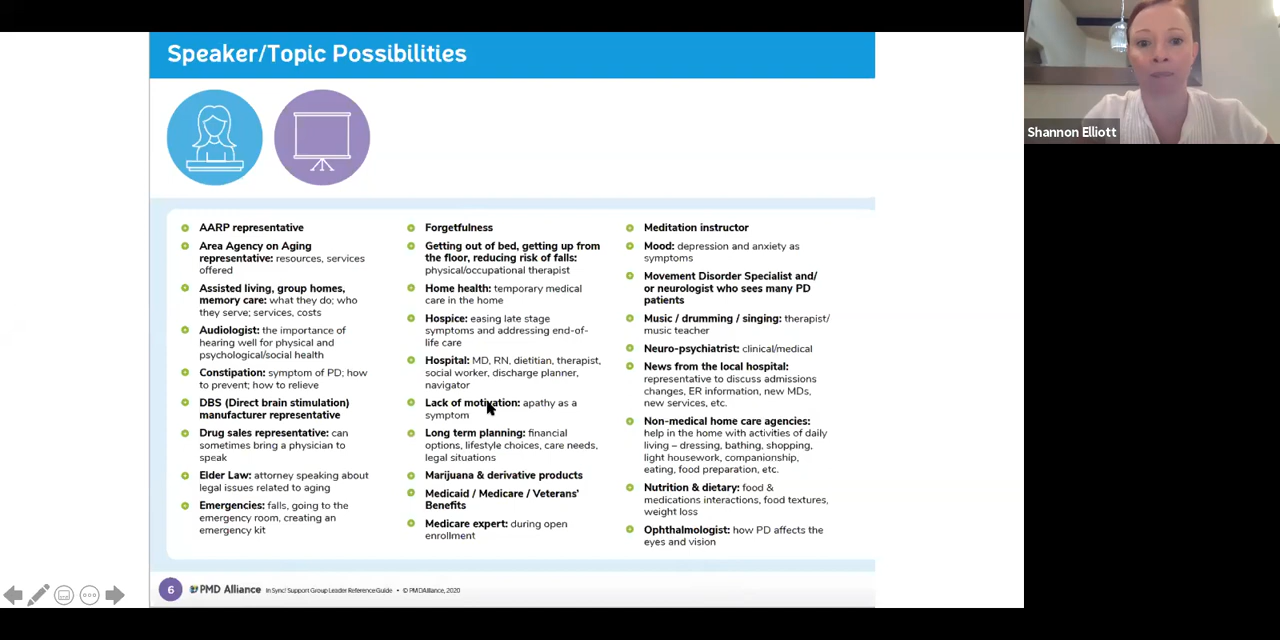 Speaker/Topic Possibilities
AARP representative
Area Agency on Aging
representative: resources, services
offered
Assisted living, group homes,
memory care: what they do; who
they serve; services, costs
Audiologist: the importance of
hearing well for physical and
psychological/social health
Constipation: symptom of PD; how
to prevent; how to relieve
DBS (Direct brain stimulation)
manufacturer representative
Drug sales representative: can
sometimes bring a physician to
speak
Elder Law: attorney speaking about
legal issues related to aging
Emergencies: falls, going to the
emergency room, creating an
emergency kit
Forgetfulness
Getting out of bed, getting up from
the floor, reducing risk of falls:
physical/occupational therapist
Home health: temporary medical
care in the home
Hospice: easing late stage
symptoms and addressing end-of-
life care
Hospital: MD, RN, dietitian, therapist,
social worker, discharge planner,
navigator
Lack of motivation: apathy as a
symptom
Long term planning: financial
options, lifestyle choices, care needs,
legal situations
Marijuana & derivative products
Medicaid / Medicare / Veterans'
Benefits
Medicare expert: during open
enrollment
Meditation instructor
Mood: depression and anxiety as
symptoms
Movement Disorder Specialist and/
or neurologist who sees many PD
patients
Music / drumming / singing: therapist/
music teacher
Neuro-psychiatrist: clinical/medical
News from the local hospital:
representative to discuss admissions
changes, ER information, new MDs,
new services, etc.
Non-medical home care agencies:
help in the home with activities of daily
living – dressing, bathing, shopping,
light housework, companionship,
eating, food preparation, etc.
Nutrition & dietary: food &
medications interactions, food textures,
weight loss
Ophthalmologist: how PD affects the
eyes and vision
6 PMD Alliance In Sync! Support Group Leader Reference Guide • © PMDAlliance, 2020
Shannon Elliott